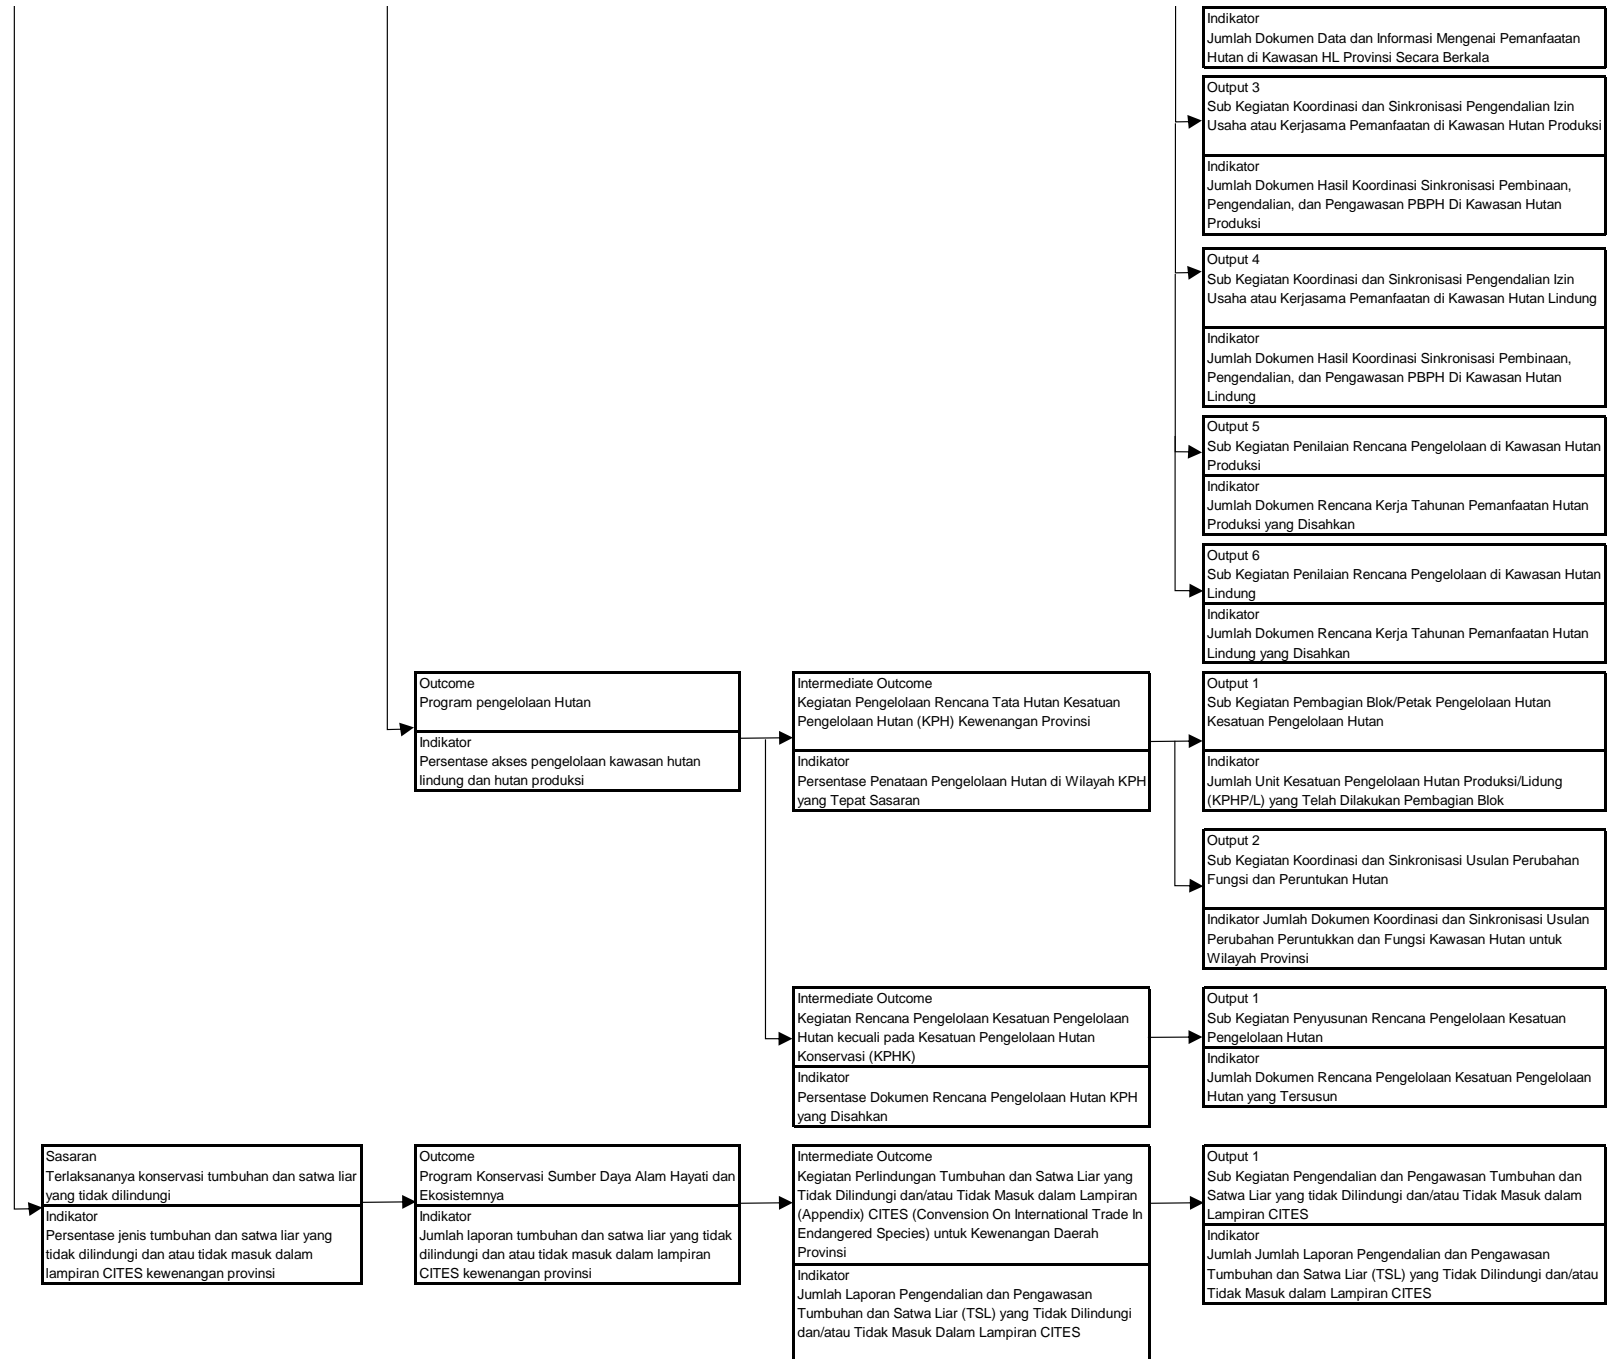 Indikator
Jumlah Dokumen Data dan Informasi Mengenai Pemanfaatan
Hutan di Kawasan HL Provinsi Secara Berkala
Output 3
Sub Kegiatan Koordinasi dan Sinkronisasi Pengendalian Izin
Usaha atau Kerjasama Pemanfaatan di Kawasan Hutan Produksi
Indikator
Jumlah Dokumen Hasil Koordinasi Sinkronisasi Pembinaan,
Pengendalian, dan Pengawasan PBPH Di Kawasan Hutan
Produksi
Output 4
Sub Kegiatan Koordinasi dan Sinkronisasi Pengendalian Izin
Usaha atau Kerjasama Pemanfaatan di Kawasan Hutan Lindung
Indikator
Jumlah Dokumen Hasil Koordinasi Sinkronisasi Pembinaan,
Pengendalian, dan Pengawasan PBPH Di Kawasan Hutan
Lindung
Output 5
Sub Kegiatan Penilaian Rencana Pengelolaan di Kawasan Hutan
Produksi
Indikator
Jumlah Dokumen Rencana Kerja Tahunan Pemanfaatan Hutan
Produksi yang Disahkan
Output 6
Sub Kegiatan Penilaian Rencana Pengelolaan di Kawasan Hutan
Lindung
Indikator
Jumlah Dokumen Rencana Kerja Tahunan Pemanfaatan Hutan
Lindung yang Disahkan
Outcome
Program pengelolaan Hutan
Indikator
Persentase akses pengelolaan kawasan hutan
lindung dan hutan produksi
Intermediate Outcome
Kegiatan Pengelolaan Rencana Tata Hutan Kesatuan
Pengelolaan Hutan (KPH) Kewenangan Provinsi
Indikator
Persentase Penataan Pengelolaan Hutan di Wilayah KPH
yang Tepat Sasaran
Output 1
Sub Kegiatan Pembagian Blok/Petak Pengelolaan Hutan
Kesatuan Pengelolaan Hutan
Indikator
Jumlah Unit Kesatuan Pengelolaan Hutan Produksi/Lidung
(KPHP/L) yang Telah Dilakukan Pembagian Blok
Output 2
Sub Kegiatan Koordinasi dan Sinkronisasi Usulan Perubahan
Fungsi dan Peruntukan Hutan
Indikator Jumlah Dokumen Koordinasi dan Sinkronisasi Usulan
Perubahan Peruntukkan dan Fungsi Kawasan Hutan untuk
Wilayah Provinsi
Intermediate Outcome
Kegiatan Rencana Pengelolaan Kesatuan Pengelolaan
Hutan kecuali pada Kesatuan Pengelolaan Hutan
Konservasi (KPHK)
Indikator
Persentase Dokumen Rencana Pengelolaan Hutan KPH
yang Disahkan
Output 1
Sub Kegiatan Penyusunan Rencana Pengelolaan Kesatuan
Pengelolaan Hutan
Indikator
Jumlah Dokumen Rencana Pengelolaan Kesatuan Pengelolaan
Hutan yang Tersusun
Sasaran
Terlaksananya konservasi tumbuhan dan satwa liar
yang tidak dilindungi
Indikator
Persentase jenis tumbuhan dan satwa liar yang
tidak dilindungi dan atau tidak masuk dalam
lampiran CITES kewenangan provinsi
Outcome
Program Konservasi Sumber Daya Alam Hayati dan
Ekosistemnya
Indikator
Jumlah laporan tumbuhan dan satwa liar yang tidak
dilindungi dan atau tidak masuk dalam lampiran
CITES kewenangan provinsi
Intermediate Outcome
Kegiatan Perlindungan Tumbuhan dan Satwa Liar yang
Tidak Dilindungi dan/atau Tidak Masuk dalam Lampiran
(Appendix) CITES (Convension On International Trade In
Endangered Species) untuk Kewenangan Daerah
Provinsi
Indikator
Jumlah Laporan Pengendalian dan Pengawasan
Tumbuhan dan Satwa Liar (TSL) yang Tidak Dilindungi
dan/atau Tidak Masuk Dalam Lampiran CITES
Output 1
Sub Kegiatan Pengendalian dan Pengawasan Tumbuhan dan
Satwa Liar yang tidak Dilindungi dan/atau Tidak Masuk dalam
Lampiran CITES
Indikator
Jumlah Jumlah Laporan Pengendalian dan Pengawasan
Tumbuhan dan Satwa Liar (TSL) yang Tidak Dilindungi dan/atau
Tidak Masuk dalam Lampiran CITES